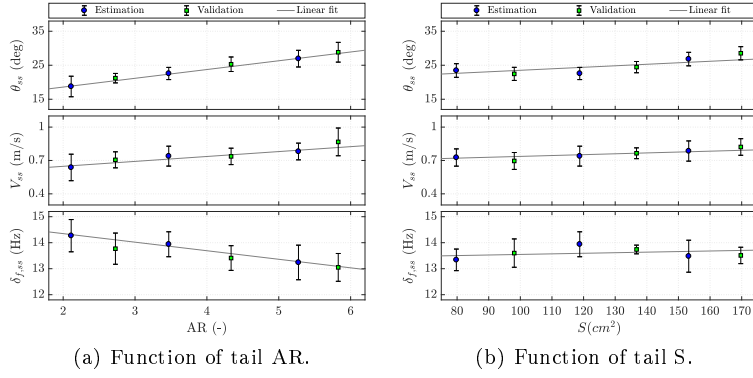 Estimation Validation Linear fit
35
25
15
θss (deg)
1
0.7
0.4
Vss (m/s)
15
14
13
12
δf,ss (Hz)
2 3 4 5 6
AR (-)
(a) Function of tail AR.
Estimation Validation Linear fit
35
25
15
θss (deg)
1
0.7
0.4
Vss (m/s)
15
14
13
12
δf,ss (Hz)
80 90 100 110 120 130 140 150 160 170
S(cm²)
(b) Function of tail S.